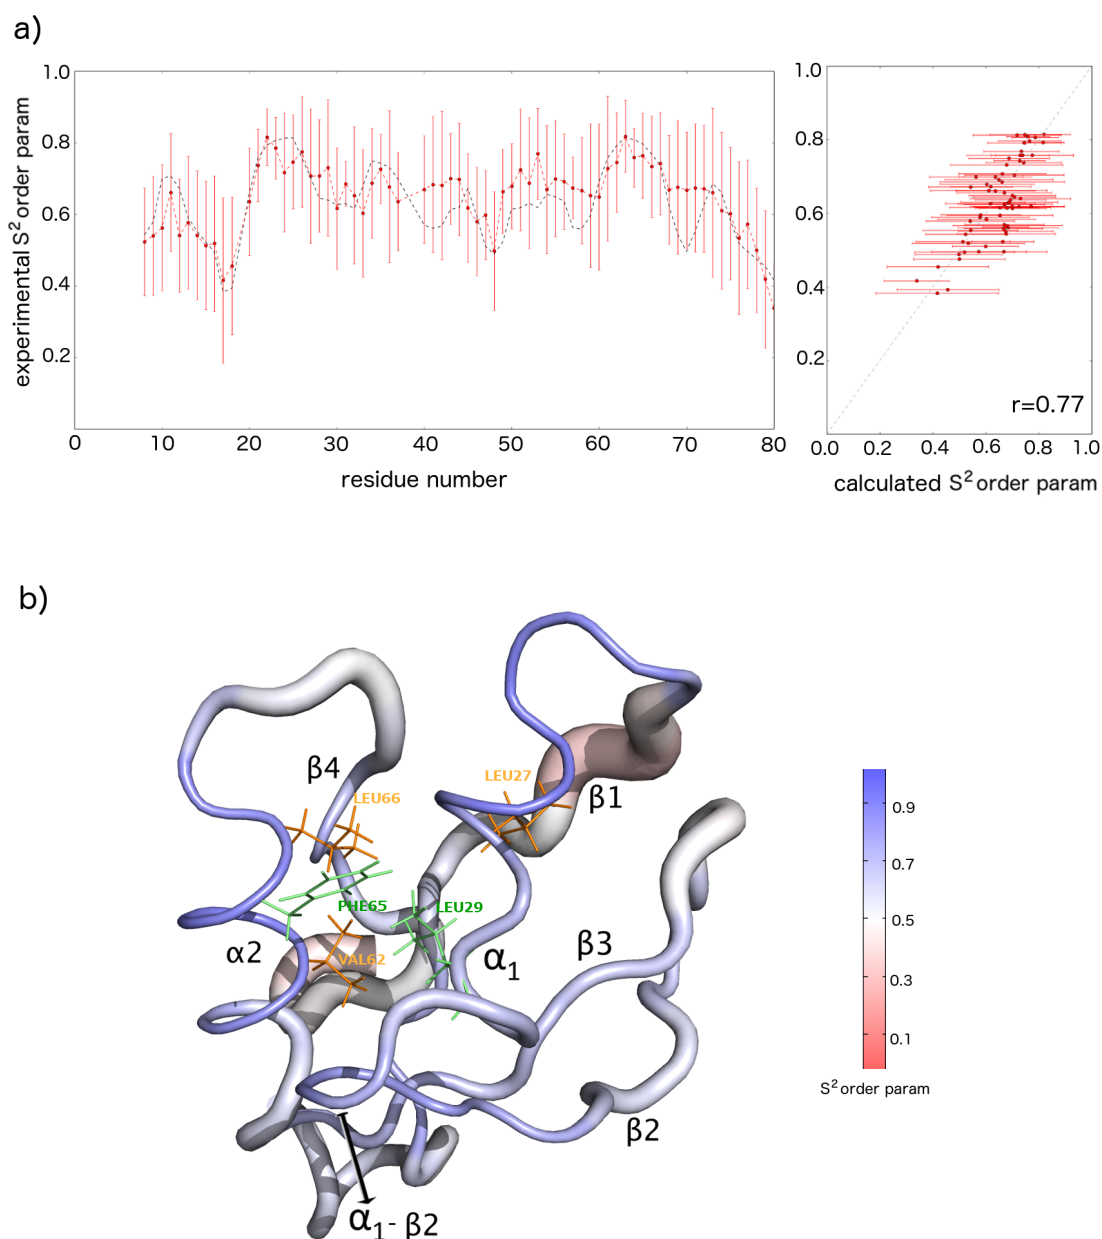 a)
experimental S² order param
1.0
0.8
0.6
0.4
0.2
0
10
20
30
40
50
60
70
80
residue number
1.0
0.8
0.6
0.4
0.2
0.0
0.2
0.4
0.6
0.8
1.0
r=0.77
calculated S² order param
b)
β4
LEU66
LEU27
β1
PHE65
LEU29
α2
VAL62
α₁
β3
β2
α₁- β2
0.9
0.7
0.5
0.3
0.1
S² order param